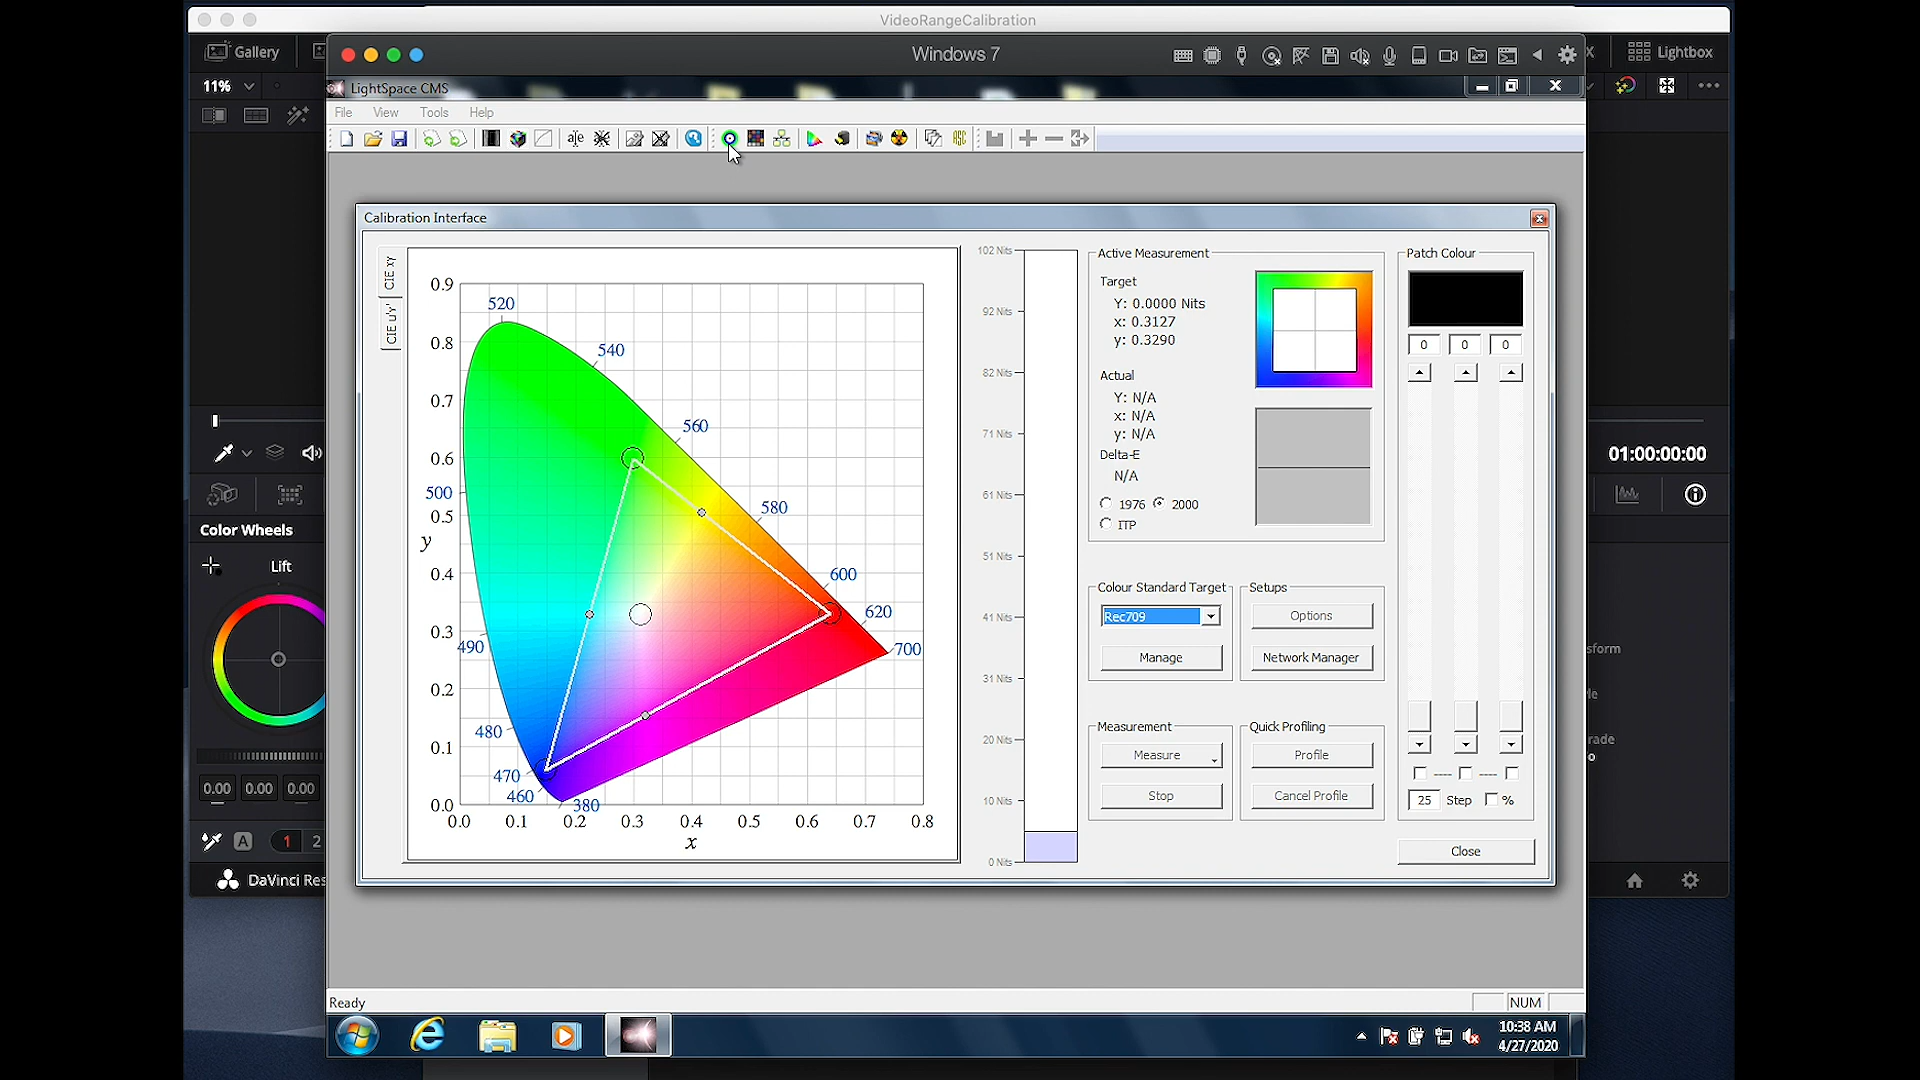 VideoRangeCalibration
Gallery
Windows 7
Lightbox
11%
LightSpace CMS
File View Tools Help
Calibration Interface
CIE xy
CIE u'v'
0.9
0.8
0.7
0.6
0.5
0.4
0.3
0.2
0.1
0.0
y
520
540
560
580
600
620
700
500
490
480
470
460
380
0.0 0.1 0.2 0.3 0.4 0.5 0.6 0.7 0.8
x
102 Nits
92 Nits
82 Nits
71 Nits
61 Nits
51 Nits
41 Nits
31 Nits
20 Nits
10 Nits
0 Nits
Active Measurement
Target
Y: 0.0000 Nits
x: 0.3127
y: 0.3290
Actual
Y: N/A
x: N/A
y: N/A
Delta-E
N/A
1976 2000
ITP
Colour Standard Target
Rec709
Manage
Setups
Options
Network Manager
Measurement
Measure
Stop
Quick Profiling
Profile
Cancel Profile
Patch Colour
0 0 0
25 Step %
Close
01:00:00:00
Color Wheels
Lift
0.00 0.00 0.00
A 1 2
DaVinci Res
sform
le
rade
o
Ready
NUM
10:38 AM
4/27/2020